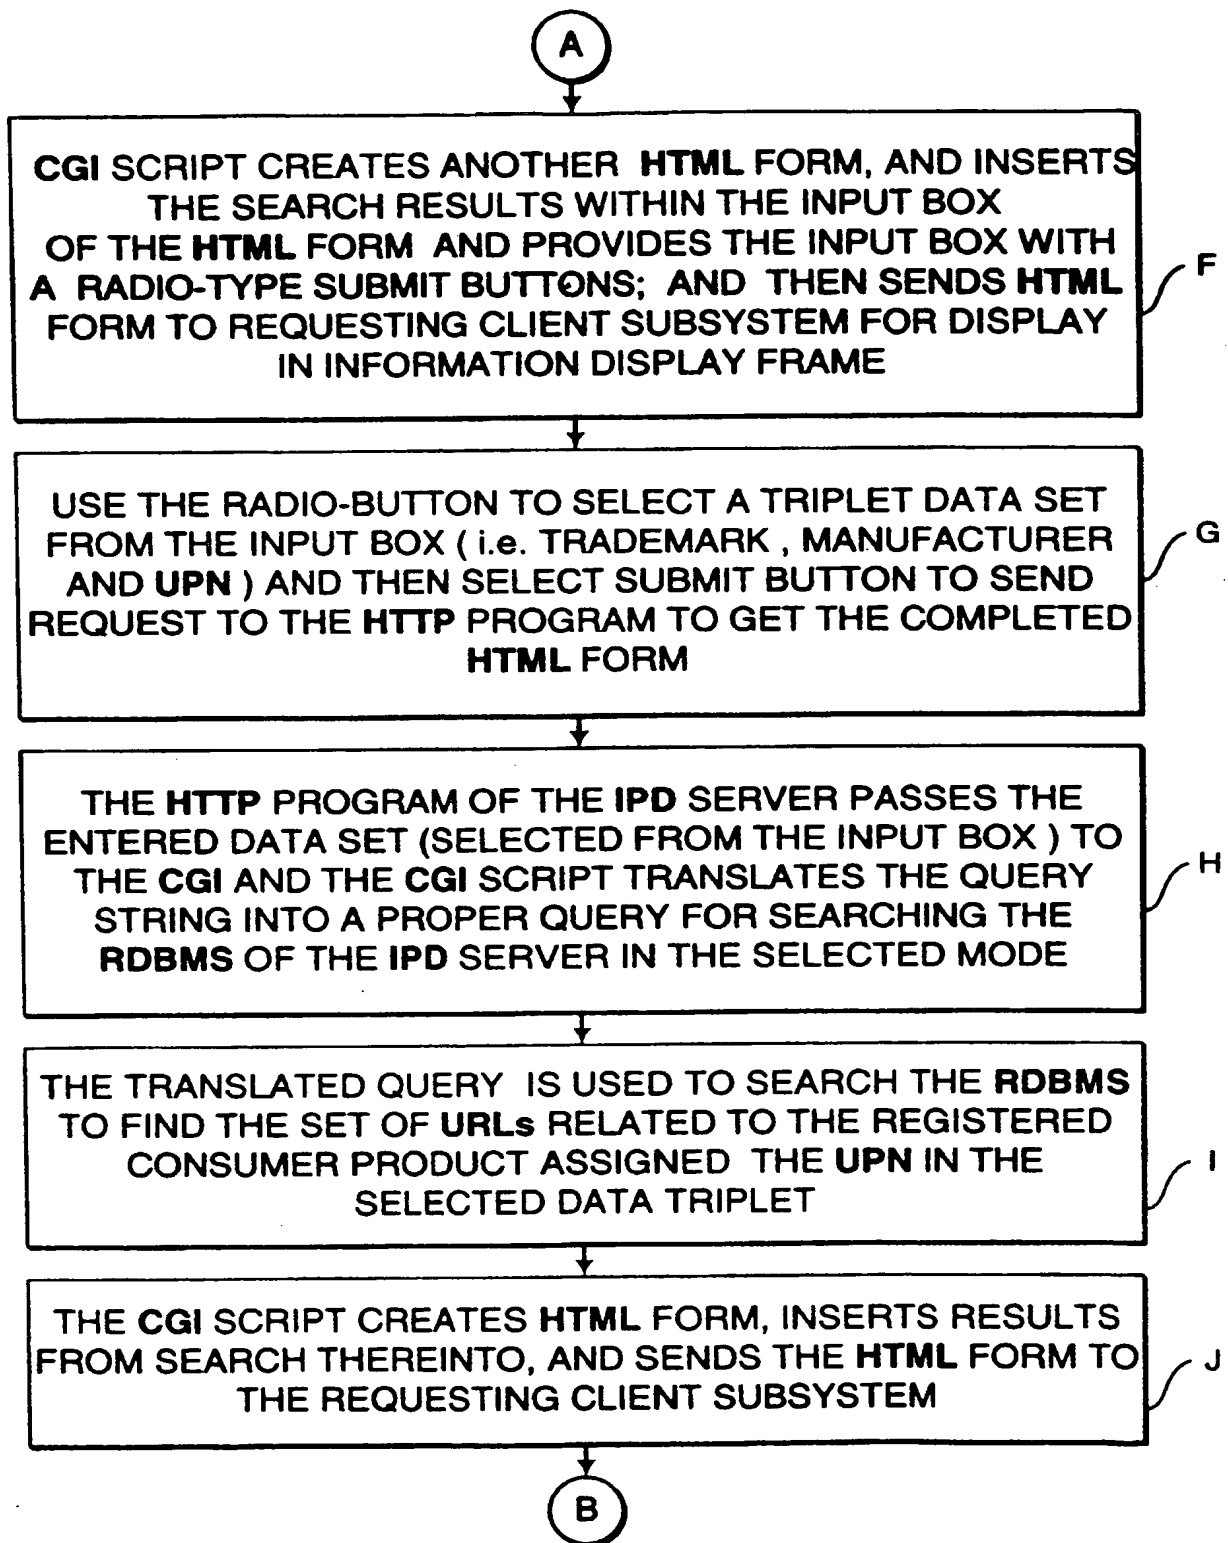 A
CGI SCRIPT CREATES ANOTHER HTML FORM, AND INSERTS
THE SEARCH RESULTS WITHIN THE INPUT BOX
OF THE HTML FORM AND PROVIDES THE INPUT BOX WITH
A RADIO-TYPE SUBMIT BUTTONS; AND THEN SENDS HTML
FORM TO REQUESTING CLIENT SUBSYSTEM FOR DISPLAY
IN INFORMATION DISPLAY FRAME
F
USE THE RADIO-BUTTON TO SELECT A TRIPLET DATA SET
FROM THE INPUT BOX ( i.e. TRADEMARK , MANUFACTURER
AND UPN ) AND THEN SELECT SUBMIT BUTTON TO SEND
REQUEST TO THE HTTP PROGRAM TO GET THE COMPLETED
HTML FORM
G
THE HTTP PROGRAM OF THE IPD SERVER PASSES THE
ENTERED DATA SET (SELECTED FROM THE INPUT BOX ) TO
THE CGI AND THE CGI SCRIPT TRANSLATES THE QUERY
STRING INTO A PROPER QUERY FOR SEARCHING THE
RDBMS OF THE IPD SERVER IN THE SELECTED MODE
H
THE TRANSLATED QUERY IS USED TO SEARCH THE RDBMS
TO FIND THE SET OF URLs RELATED TO THE REGISTERED
CONSUMER PRODUCT ASSIGNED THE UPN IN THE
SELECTED DATA TRIPLET
I
THE CGI SCRIPT CREATES HTML FORM, INSERTS RESULTS
FROM SEARCH THEREINTO, AND SENDS THE HTML FORM TO
THE REQUESTING CLIENT SUBSYSTEM
J
B